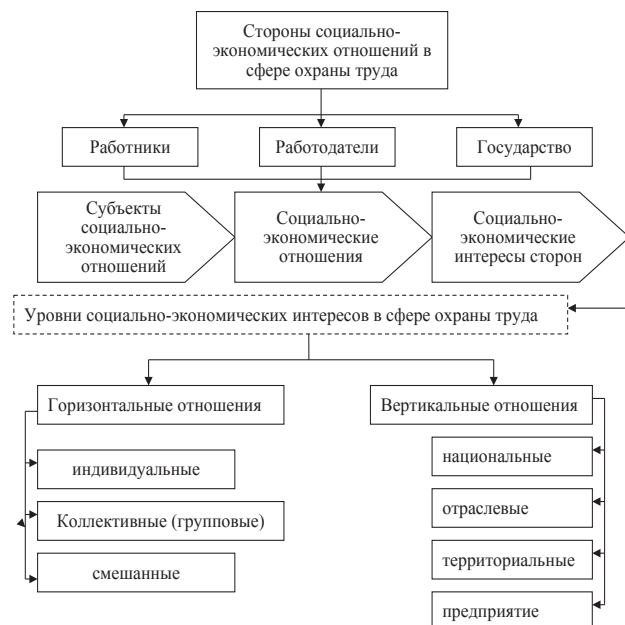 Стороны социально-
экономических отношений в
сфере охраны труда
Работники
Работодатели
Государство
Субъекты
социально-
экономических
отношений
Социально-
экономические
отношения
Социально-
экономические
интересы сторон
Уровни социально-экономических интересов в сфере охраны труда
Горизонтальные отношения
индивидуальные
Коллективные (групповые)
смешанные
Вертикальные отношения
национальные
отраслевые
территориальные
предприятие